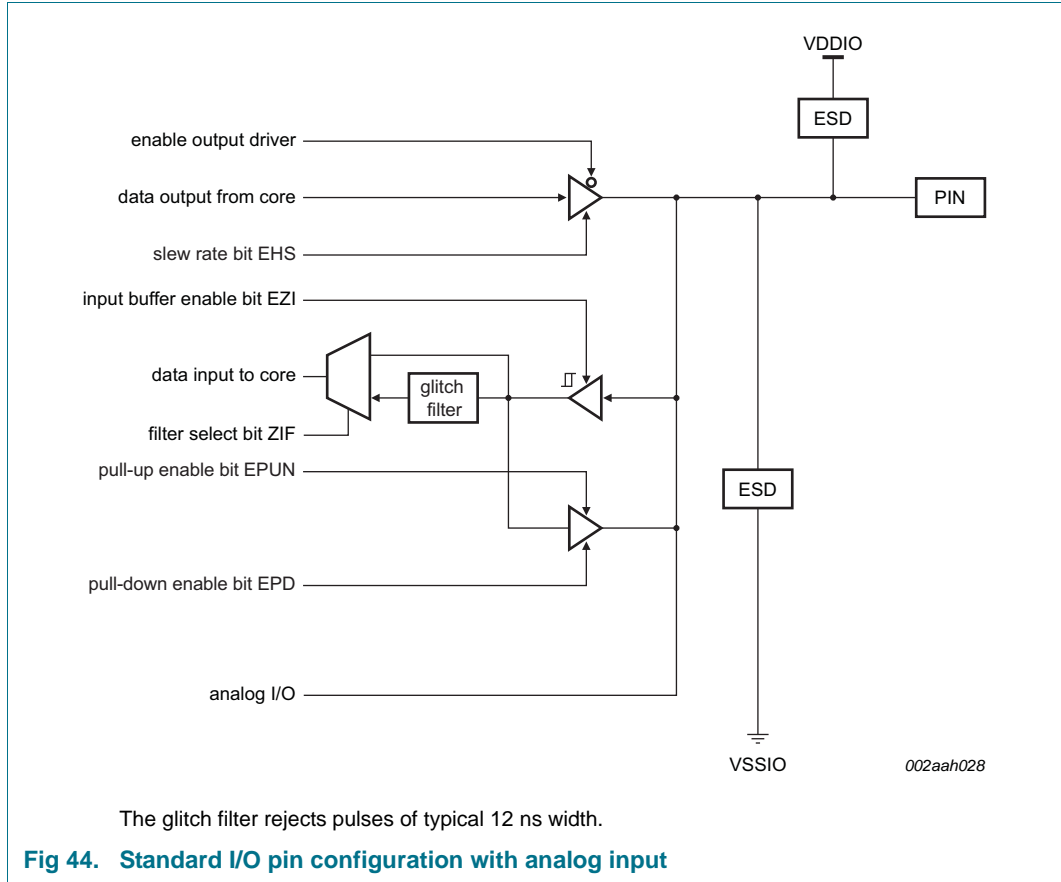 VDDIO
ESD
enable output driver
data output from core
PIN
slew rate bit EHS
input buffer enable bit EZI
data input to core
glitch
filter
filter select bit ZIF
pull-up enable bit EPUN
ESD
pull-down enable bit EPD
analog I/O
VSSIO
002aah028
The glitch filter rejects pulses of typical 12 ns width.
Fig 44. Standard I/O pin configuration with analog input